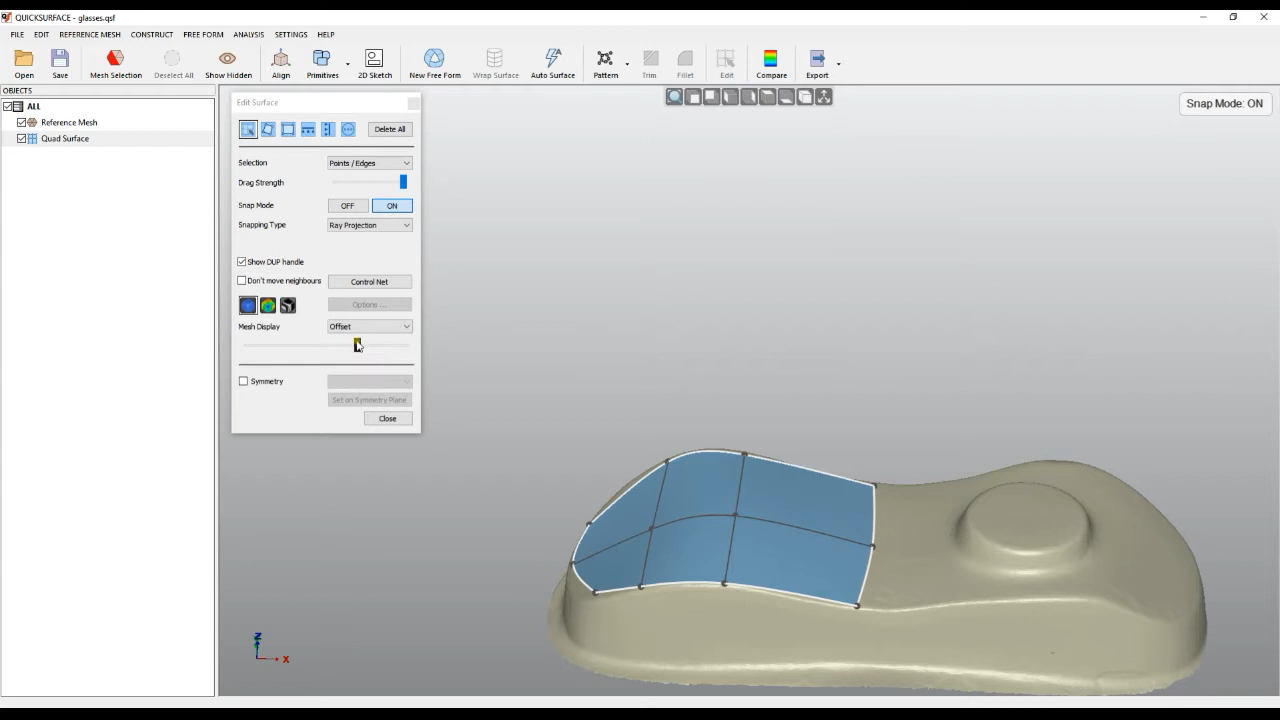 QUICKSURFACE - glasses.qsf
FILE EDIT REFERENCE MESH CONSTRUCT FREE FORM ANALYSIS SETTINGS HELP
Open Save Mesh Selection Deselect All Show Hidden Align Primitives 2D Sketch New Free Form Wrap Surface Auto Surface Pattern Trim Fillet Edit Compare Export
OBJECTS
ALL
Reference Mesh
Quad Surface
Edit Surface
Delete All
Selection Points / Edges
Drag Strength
Snap Mode OFF ON
Snapping Type Ray Projection
Show DUP handle
Don't move neighbours Control Net
Options ...
Mesh Display Offset
Symmetry
Set on Symmetry Plane
Close
Snap Mode: ON
Z
X